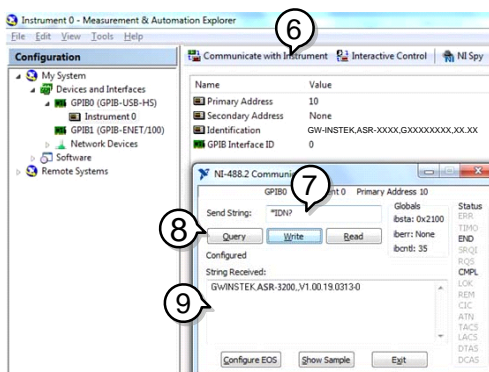 Instrument 0 - Measurement & Automation Explorer
File Edit View Tools Help
6
Configuration
Communicate with Instrument Interactive Control NI Spy
My System
Devices and Interfaces
GPIB0 (GPIB-USB-HS)
Instrument 0
GPIB1 (GPIB-ENET/100)
Network Devices
Software
Remote Systems
Name Value
Primary Address 10
Secondary Address None
Identification GW-INSTEK,ASR-XXXX,GXXXXXXXX,XX.XX
GPIB Interface ID 0
NI-488.2 Communi
7
GPIB0 nt 0 Primary Address 10
Send String: *IDN?
8
Query Write Read
Configured
String Received:
9
GWINSTEK,ASR-3200,,V1.00.19.0313-0
Configure EOS Show Sample Exit
Globals
ibsta: 0x2100
iberr: None
ibcntl: 35
Status
ERR
TIMO
END
SRQI
RQS
CMPL
LOK
REM
CIC
ATN
TACS
LACS
DTAS
DCAS